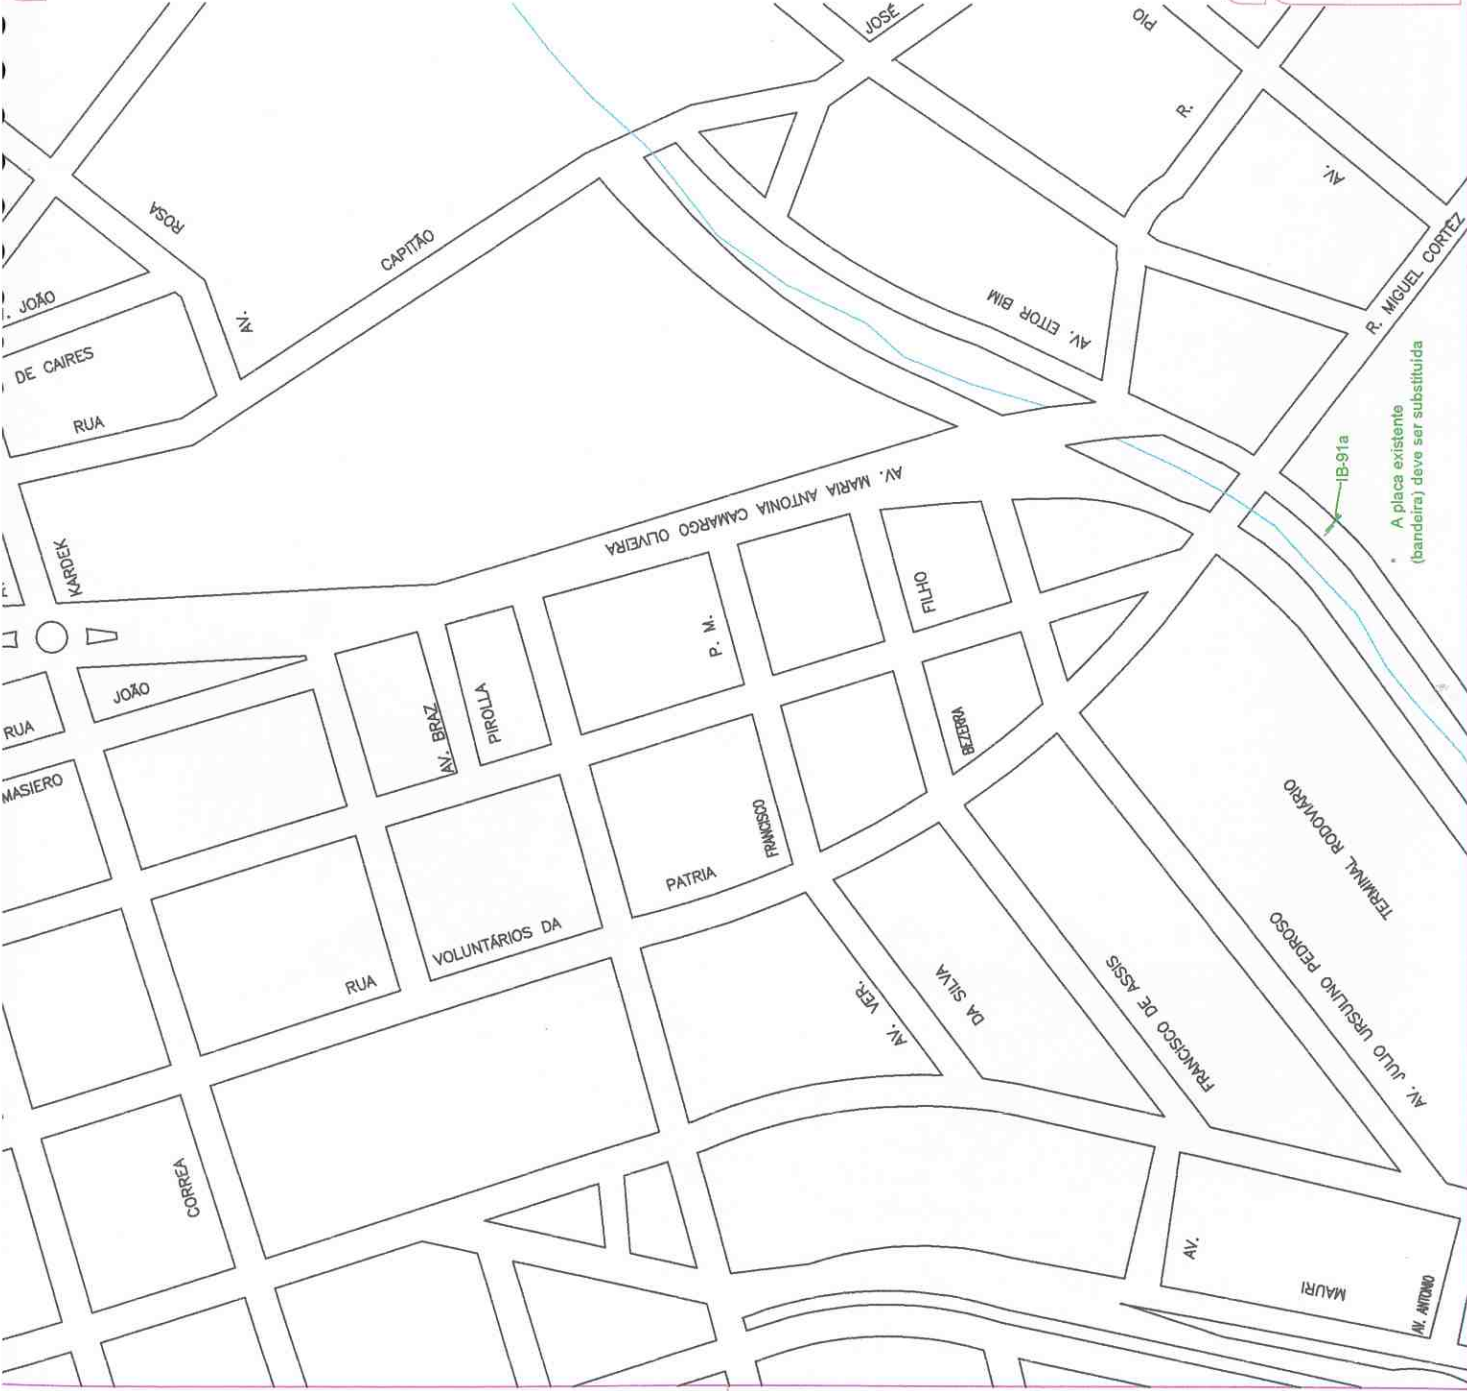 JOSÉ
PIO
R.
AV.
R. MIGUEL CORTÊZ
ROSA
AV.
CAPITÃO
JOÃO
DE CAIRES
RUA
AV. EITOR BIM
IB-91a
* A placa existente
(bandeira) deve ser substituída
AV. MARIA ANTONIA CAMARGO OLIVEIRA
KARDEK
JOÃO
RUA
MASIERO
AV. BRAZ
PIROLLA
P. M.
FRANCISCO
FILHO
BEZERRA
RUA
VOLUNTÁRIOS DA
PATRIA
AV. VER.
DA SILVA
FRANCISCO DE ASSIS
AV. JULIO URSULINO PEDROSO
TERMINAL RODOVIÁRIO
CORREA
AV.
MAURI
AV. ANTONIO